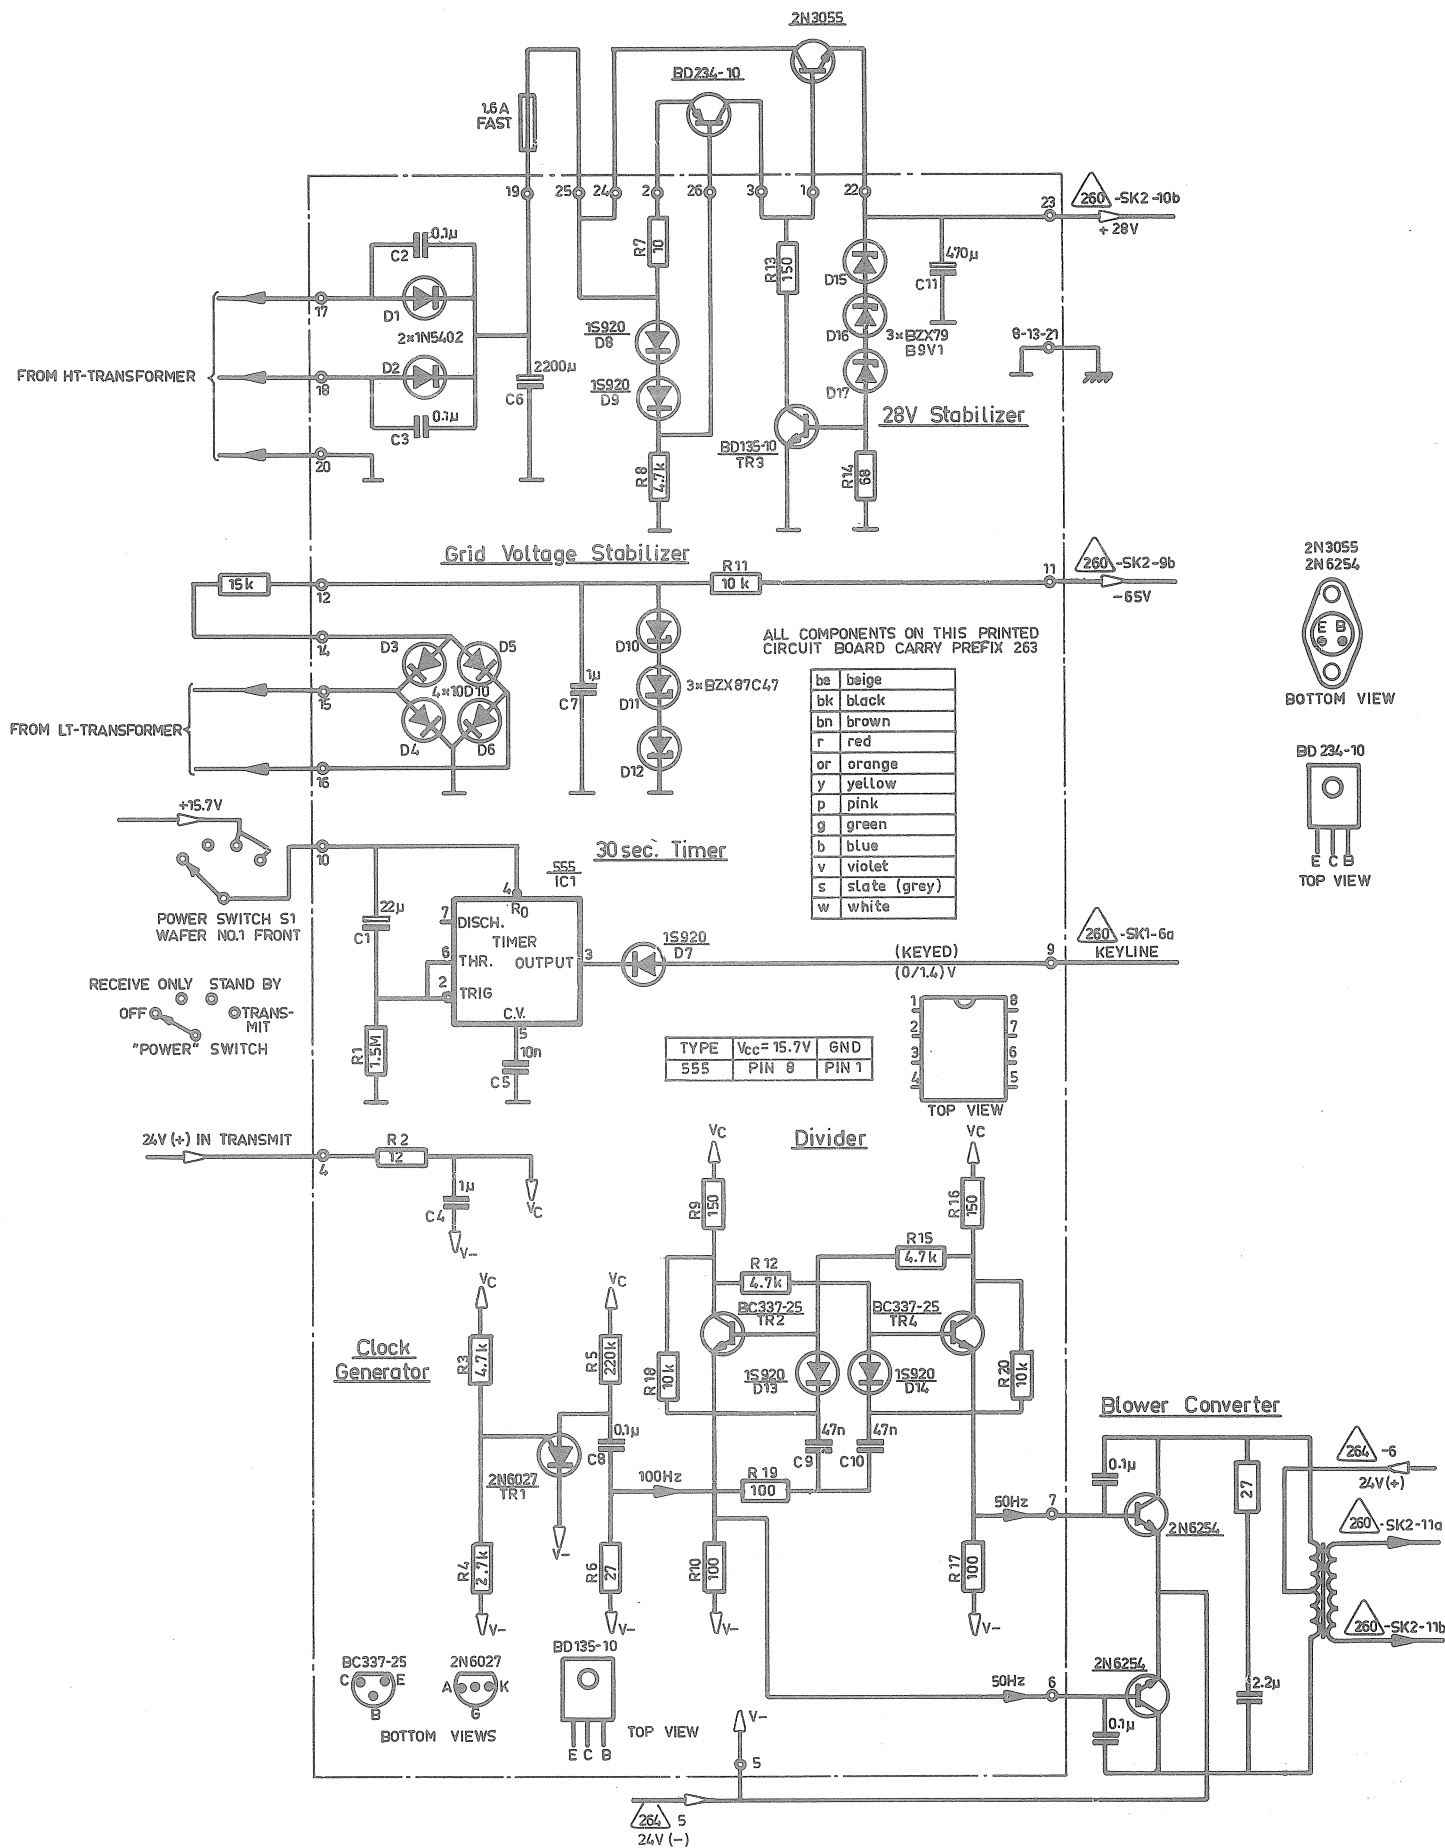 2N3055
BD234-10
1.6A
FAST
19
25
24
2
26
3
1
22
23
260 -SK2-10b
+28V
0.1µ
C2
R7
10
R13
150
470µ
D15
C11
17
D1
2×1N5402
1S920
D8
D16
3×BZX79
B9V1
8-13-21
D2
2200µ
FROM HT-TRANSFORMER
18
C6
1S920
D9
D17
0.1µ
C3
28V Stabilizer
20
BD135-10
TR3
R8
4.7k
R14
68
Grid Voltage Stabilizer
15k
12
R11
10k
11
260 -SK2-9b
-65V
2N3055
2N6254
E B
BOTTOM VIEW
14
D3
D5
D10
ALL COMPONENTS ON THIS PRINTED
CIRCUIT BOARD CARRY PREFIX 263
4×10D10
15
1µ
C7
3×BZX87C47
D11
FROM LT-TRANSFORMER
D4
D6
D12
16
be beige
bk black
bn brown
r red
or orange
y yellow
p pink
g green
b blue
v violet
s slate (grey)
w white
BD 234-10
E C B
TOP VIEW
+15.7V
10
30sec. Timer
POWER SWITCH S1
WAFER NO.1 FRONT
555
IC1
4
R0
22µ
C1
7
DISCH.
TIMER
6
THR.
OUTPUT
3
2
TRIG
C.V.
5
1S920
D7
(KEYED)
(0/1.4)V
9
260 -SK1-6a
KEYLINE
RECEIVE ONLY STAND BY
OFF
TRANS-
MIT
"POWER" SWITCH
R1
1.5M
10n
C5
TYPE Vcc=15.7V GND
555 PIN 8 PIN 1
1 8
2 7
3 6
4 5
TOP VIEW
24V(+) IN TRANSMIT
4
R2
12
1µ
C4
VC
V-
VC
Divider
VC
R9
150
R16
150
R12
4.7k
R15
4.7k
BC337-25
TR2
BC337-25
TR4
VC
VC
Clock
Generator
R3
4.7k
R5
220k
R18
10k
1S920
D13
1S920
D14
R20
10k
0.1µ
C8
47n
C9
47n
C10
2N6027
TR1
100Hz
R19
100
V-
R4
2.7k
R6
27
R10
100
R17
100
V-
V-
V-
V-
50Hz
7
Blower Converter
0.1µ
27
2N6254
264 -6
24V(+)
260 -SK2-11a
260 -SK2-11b
BC337-25
C E
B
2N6027
A K
G
BOTTOM VIEWS
BD135-10
E C B
TOP VIEW
50Hz
6
2N6254
0.1µ
2.2µ
V-
5
264 5
24V(-)